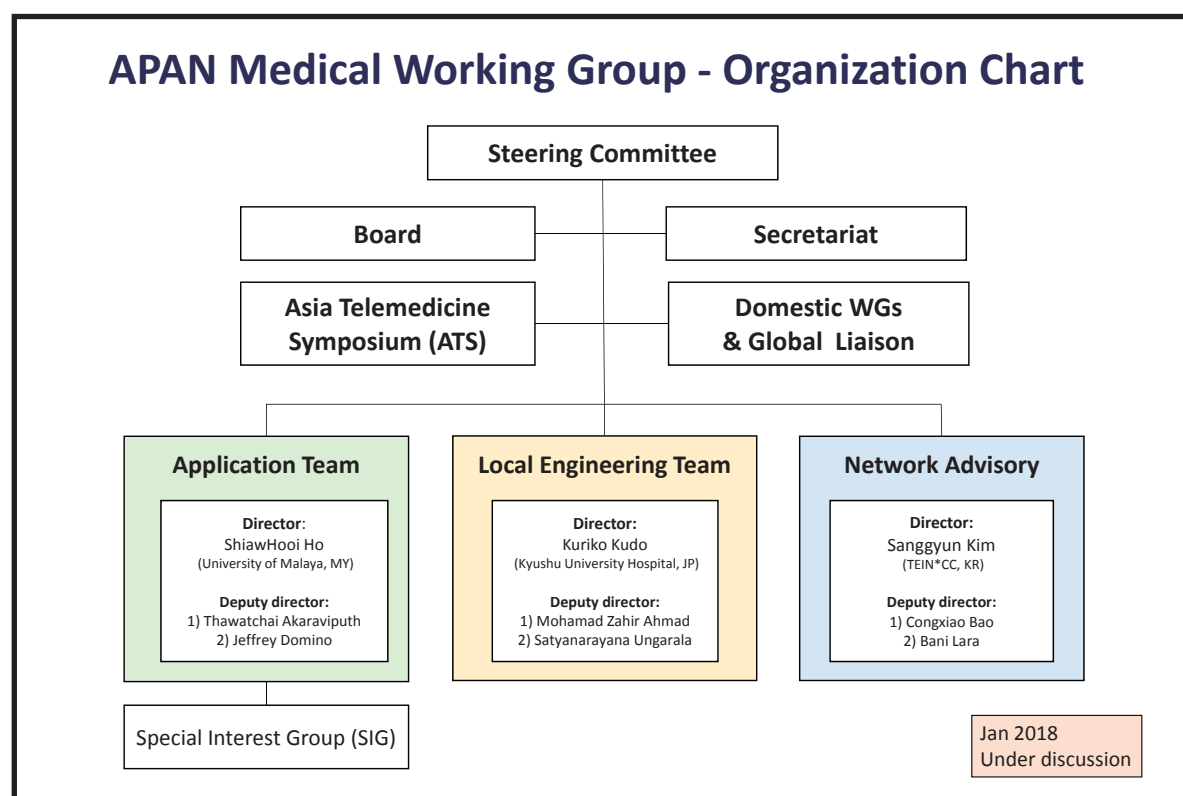 APAN Medical Working Group - Organization Chart
Steering Committee
Board
Secretariat
Asia Telemedicine
Symposium (ATS)
Domestic WGs
& Global Liaison
Application Team
Director:
ShiawHooi Ho
(University of Malaya, MY)
Deputy director:
1) Thawatchai Akaraviputh
2) Jeffrey Domino
Local Engineering Team
Director:
Kuriko Kudo
(Kyushu University Hospital, JP)
Deputy director:
1) Mohamad Zahir Ahmad
2) Satyanarayana Ungarala
Network Advisory
Director:
Sanggyun Kim
(TEIN*CC, KR)
Deputy director:
1) Congxiao Bao
2) Bani Lara
Special Interest Group (SIG)
Jan 2018
Under discussion